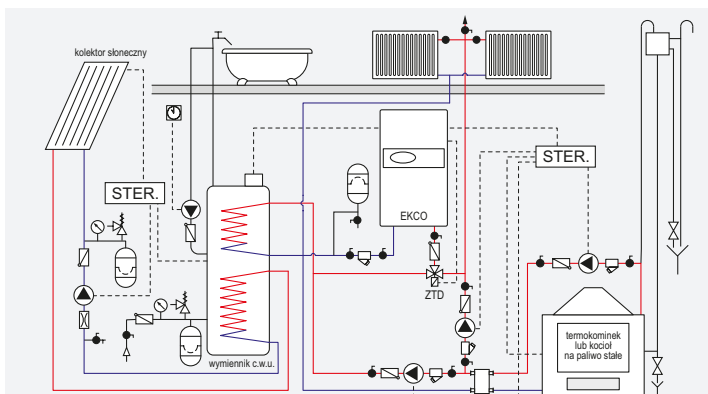 kolektor słoneczny
STER.
STER.
EKCO
ZTD
termokominek
lub kocioł
na paliwo stałe
wymiennik c.w.u.